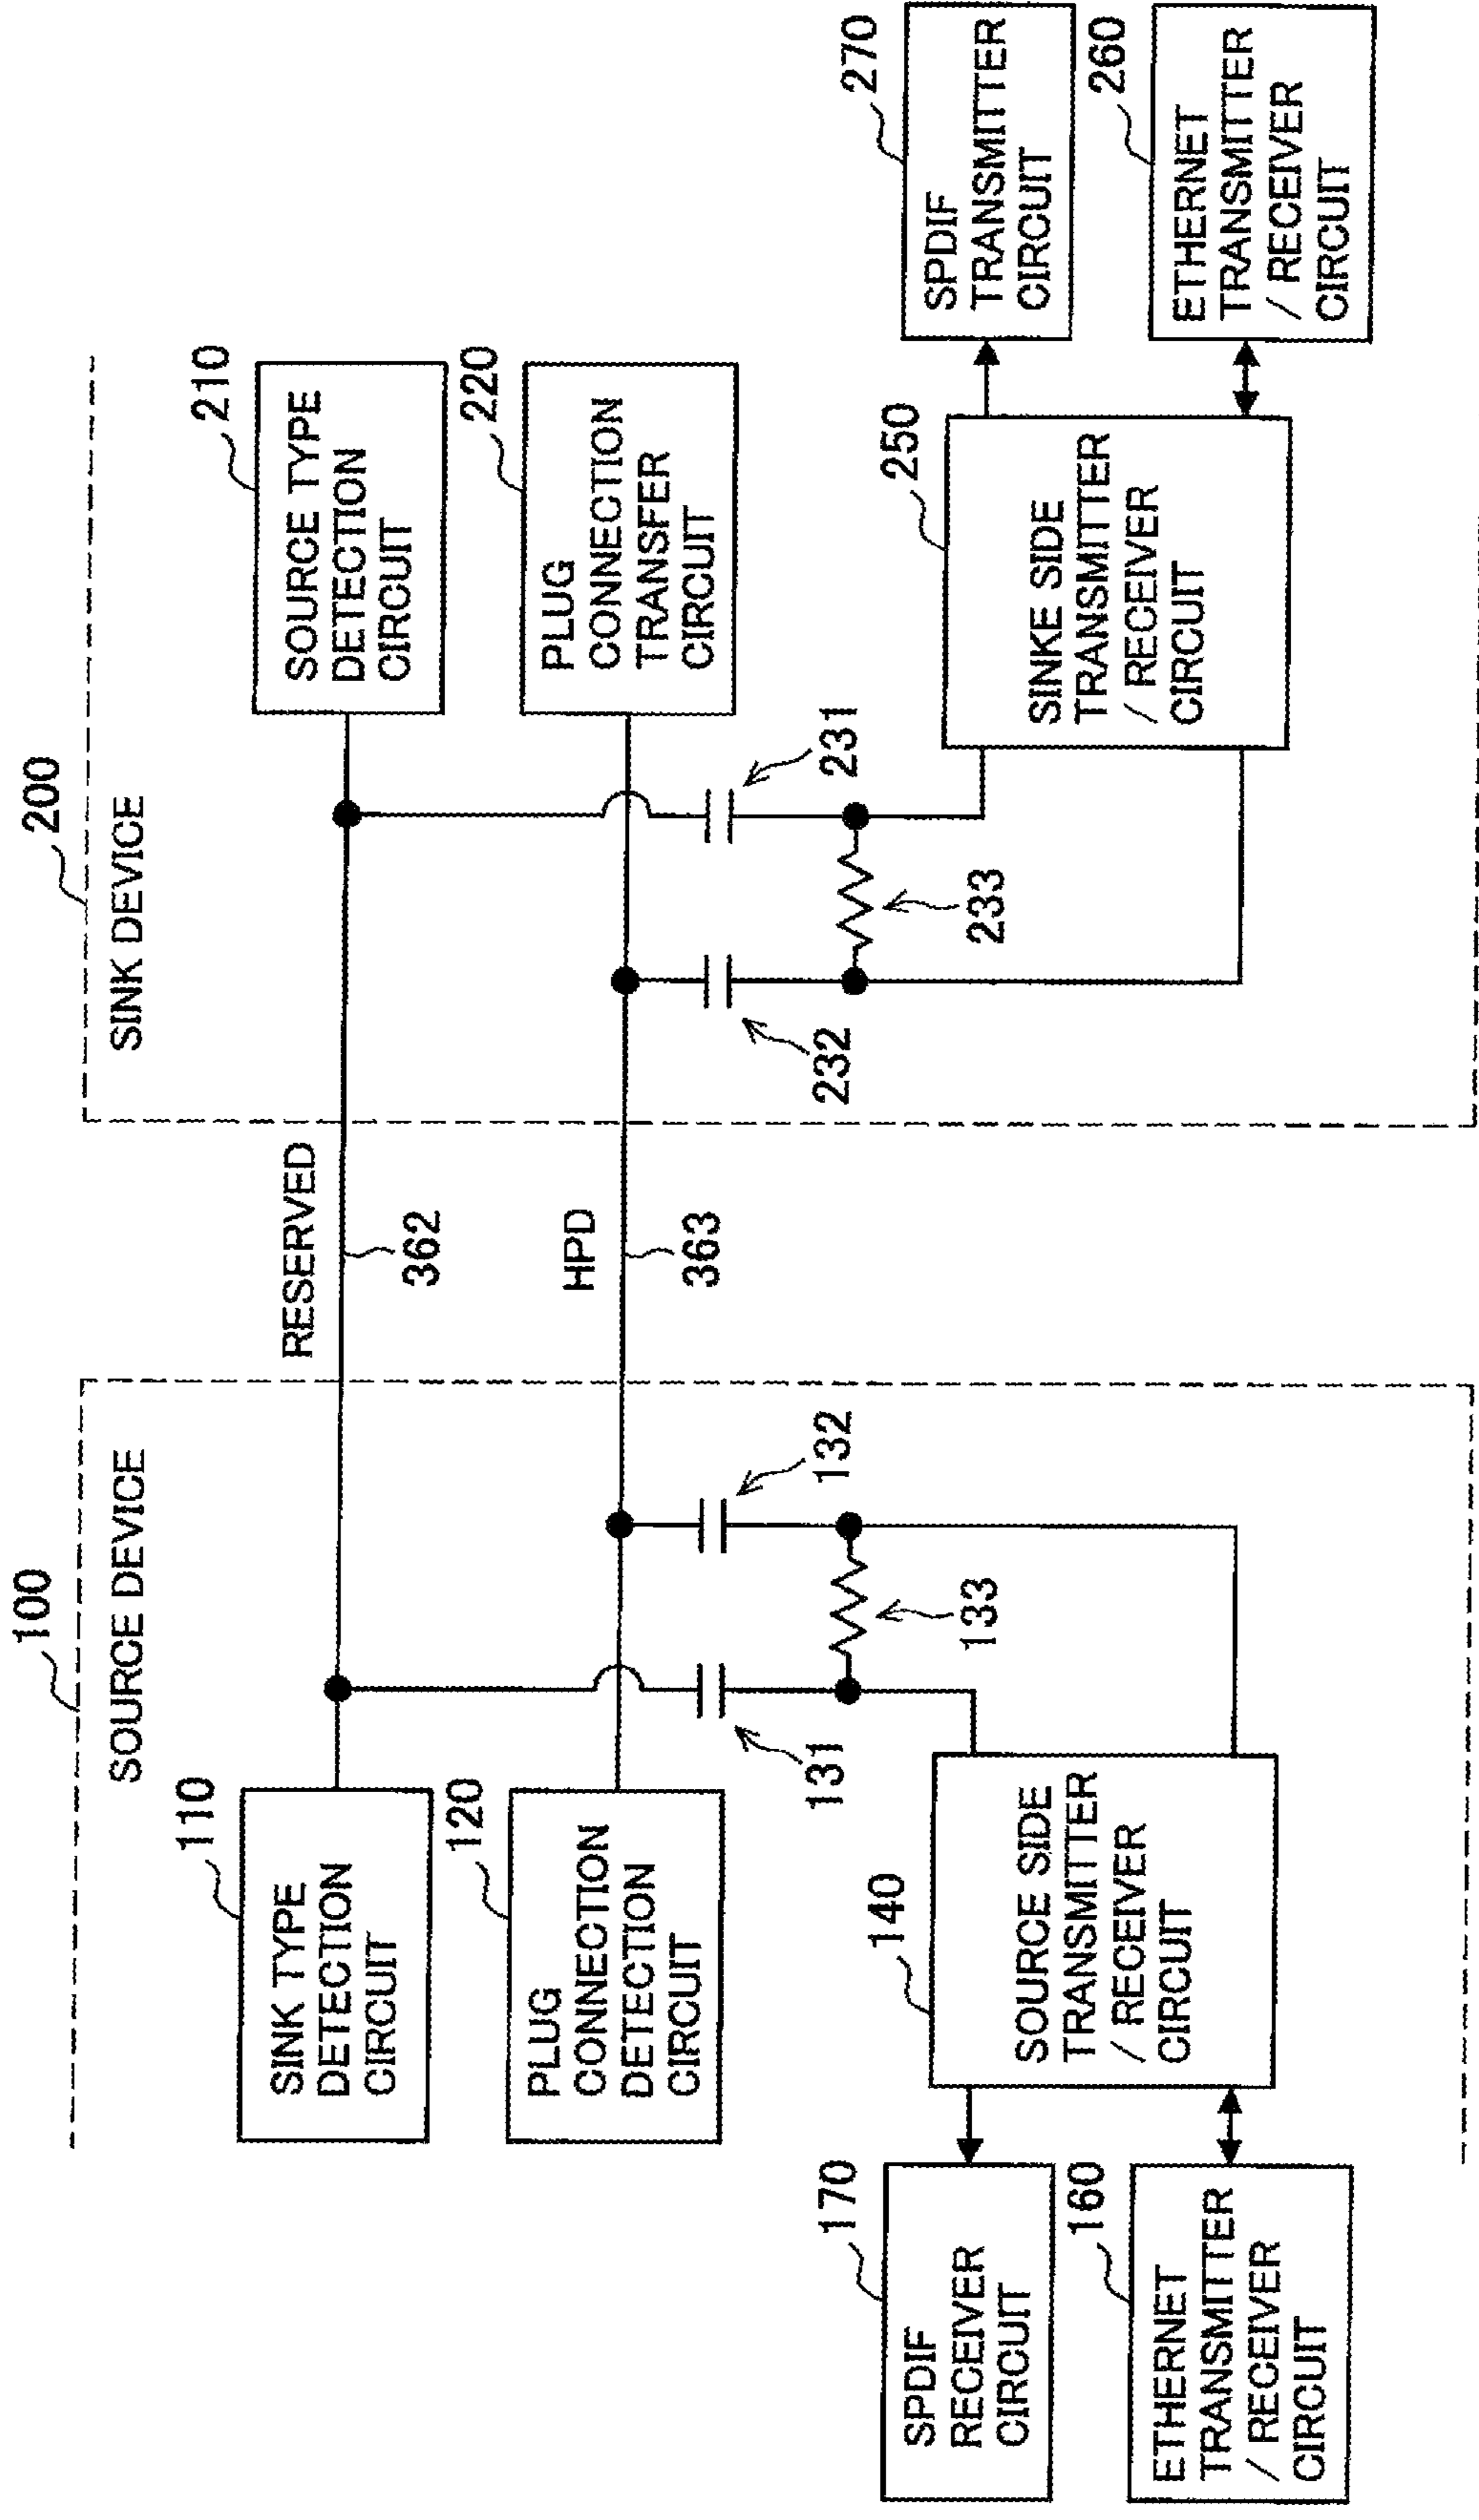 100
SOURCE DEVICE
110
SINK TYPE
DETECTION
CIRCUIT
120
PLUG
CONNECTION
DETECTION
CIRCUIT
131
132
133
140
SOURCE SIDE
TRANSMITTER
/ RECEIVER
CIRCUIT
170
SPDIF
RECEIVER
CIRCUIT
160
ETHERNET
TRANSMITTER
/ RECEIVER
CIRCUIT
RESERVED
362
HPD
363
200
SINK DEVICE
210
SOURCE TYPE
DETECTION
CIRCUIT
220
PLUG
CONNECTION
TRANSFER
CIRCUIT
232
231
233
250
SINKE SIDE
TRANSMITTER
/ RECEIVER
CIRCUIT
270
SPDIF
TRANSMITTER
CIRCUIT
260
ETHERNET
TRANSMITTER
/ RECEIVER
CIRCUIT